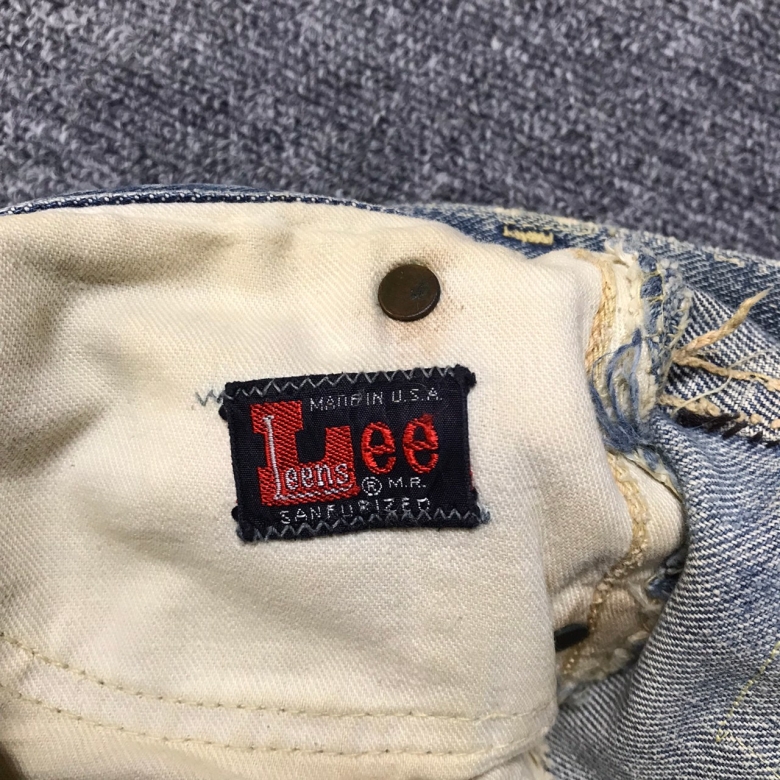 MADE IN U.S.A.
Lee
Leens
® M.R.
SANFORIZED